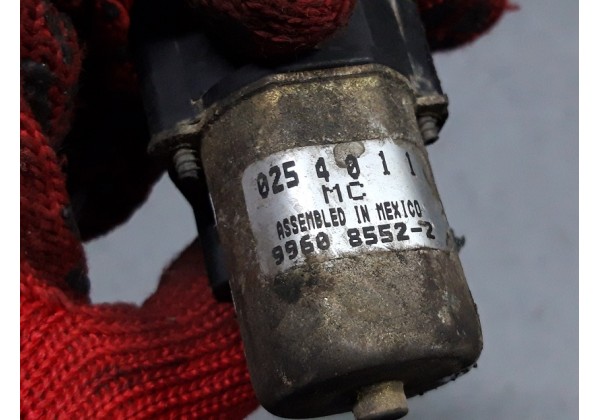 025 4 0 1 1
MC
ASSEMBLED IN MEXICO
9960 8552-2